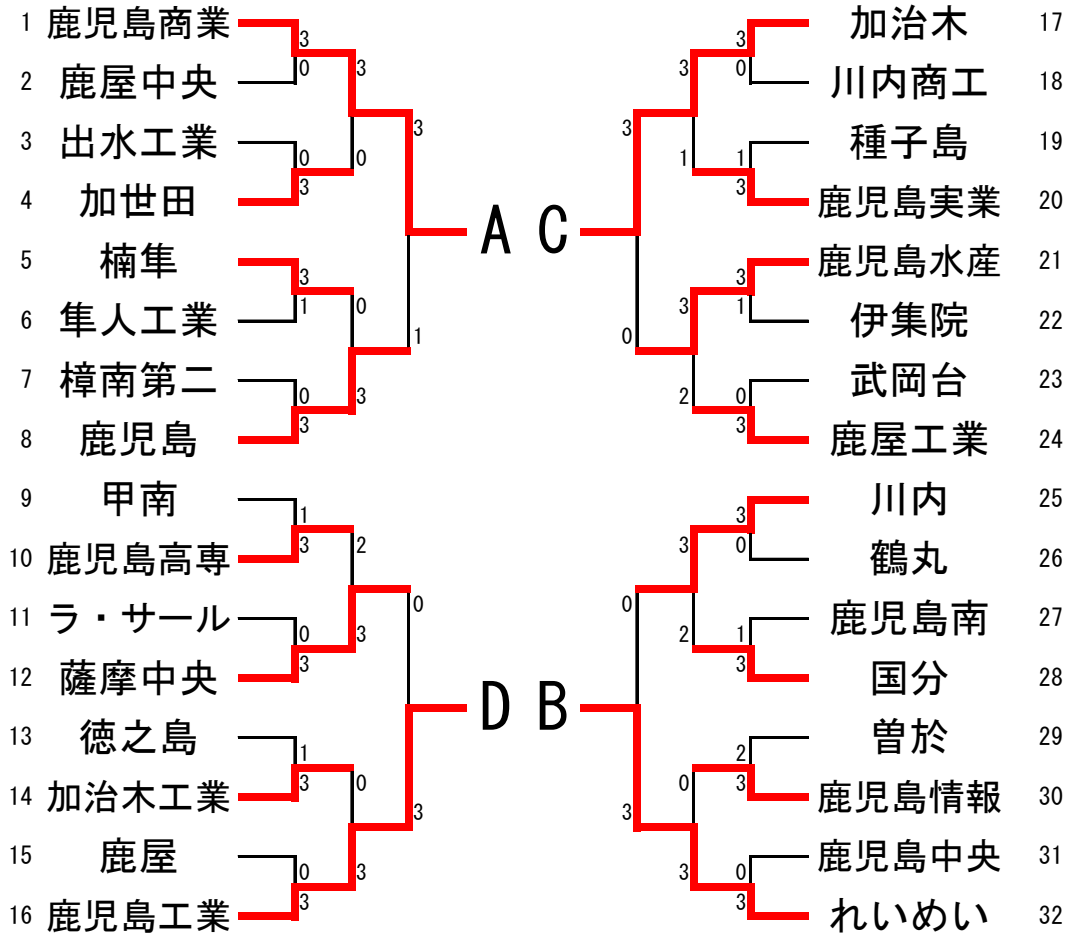 1 鹿児島商業
3
0
2 鹿屋中央
3
3 出水工業
0
3
4 加世田
0
3
5 楠隼
3
1
6 隼人工業
0
7 樟南第二
0
3
8 鹿児島
3
1
A
9 甲南
1
3
10 鹿児島高専
2
11 ラ・サール
0
3
12 薩摩中央
3
0
13 徳之島
1
3
14 加治木工業
0
15 鹿屋
0
3
16 鹿児島工業
3
3
D
加治木 17
3
0
川内商工 18
3
種子島 19
1
3
鹿児島実業 20
1
3
鹿児島水産 21
3
1
伊集院 22
3
武岡台 23
0
3
鹿屋工業 24
2
0
C
川内 25
3
0
鶴丸 26
3
鹿児島南 27
1
3
国分 28
2
0
曽於 29
2
3
鹿児島情報 30
0
鹿児島中央 31
0
3
れいめい 32
3
3
B